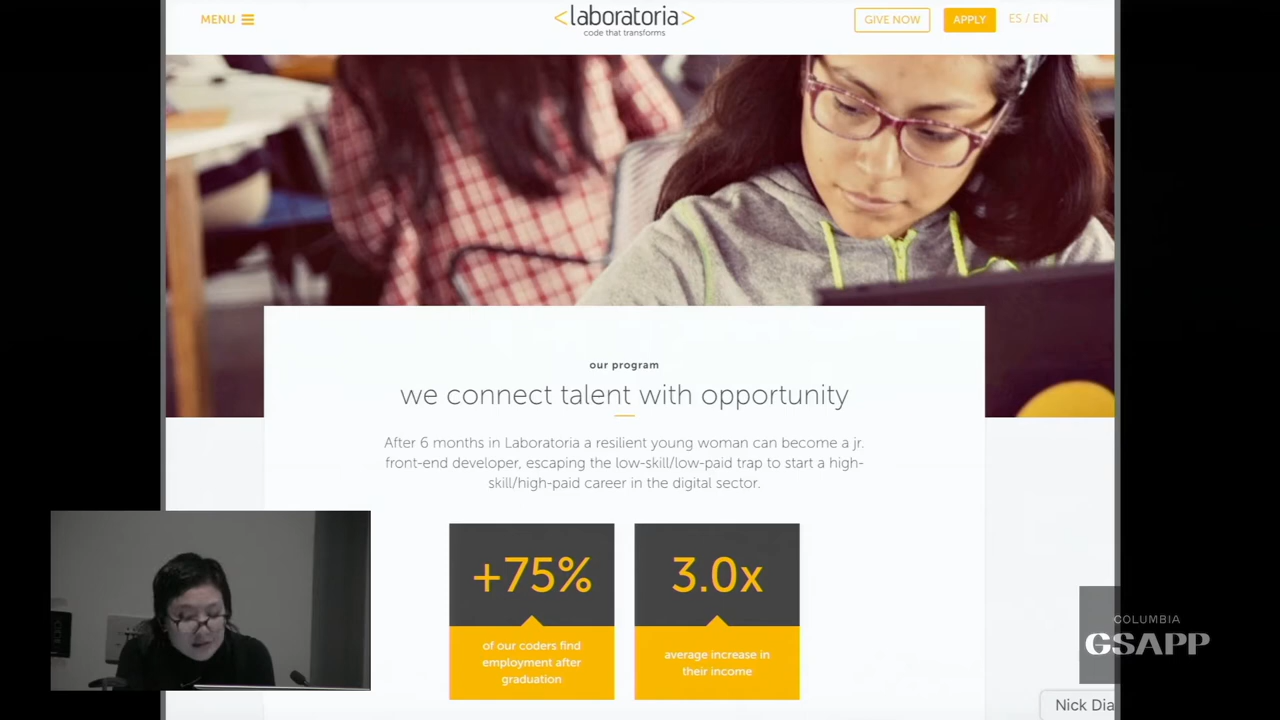 MENU
<laboratoria>
code that transforms
GIVE NOW
APPLY
ES / EN
our program
we connect talent with opportunity
After 6 months in Laboratoria a resilient young woman can become a jr.
front-end developer, escaping the low-skill/low-paid trap to start a high-
skill/high-paid career in the digital sector.
+75%
of our coders find
employment after
graduation
3.0x
average increase in
their income
COLUMBIA
GSAPP
Nick Dia